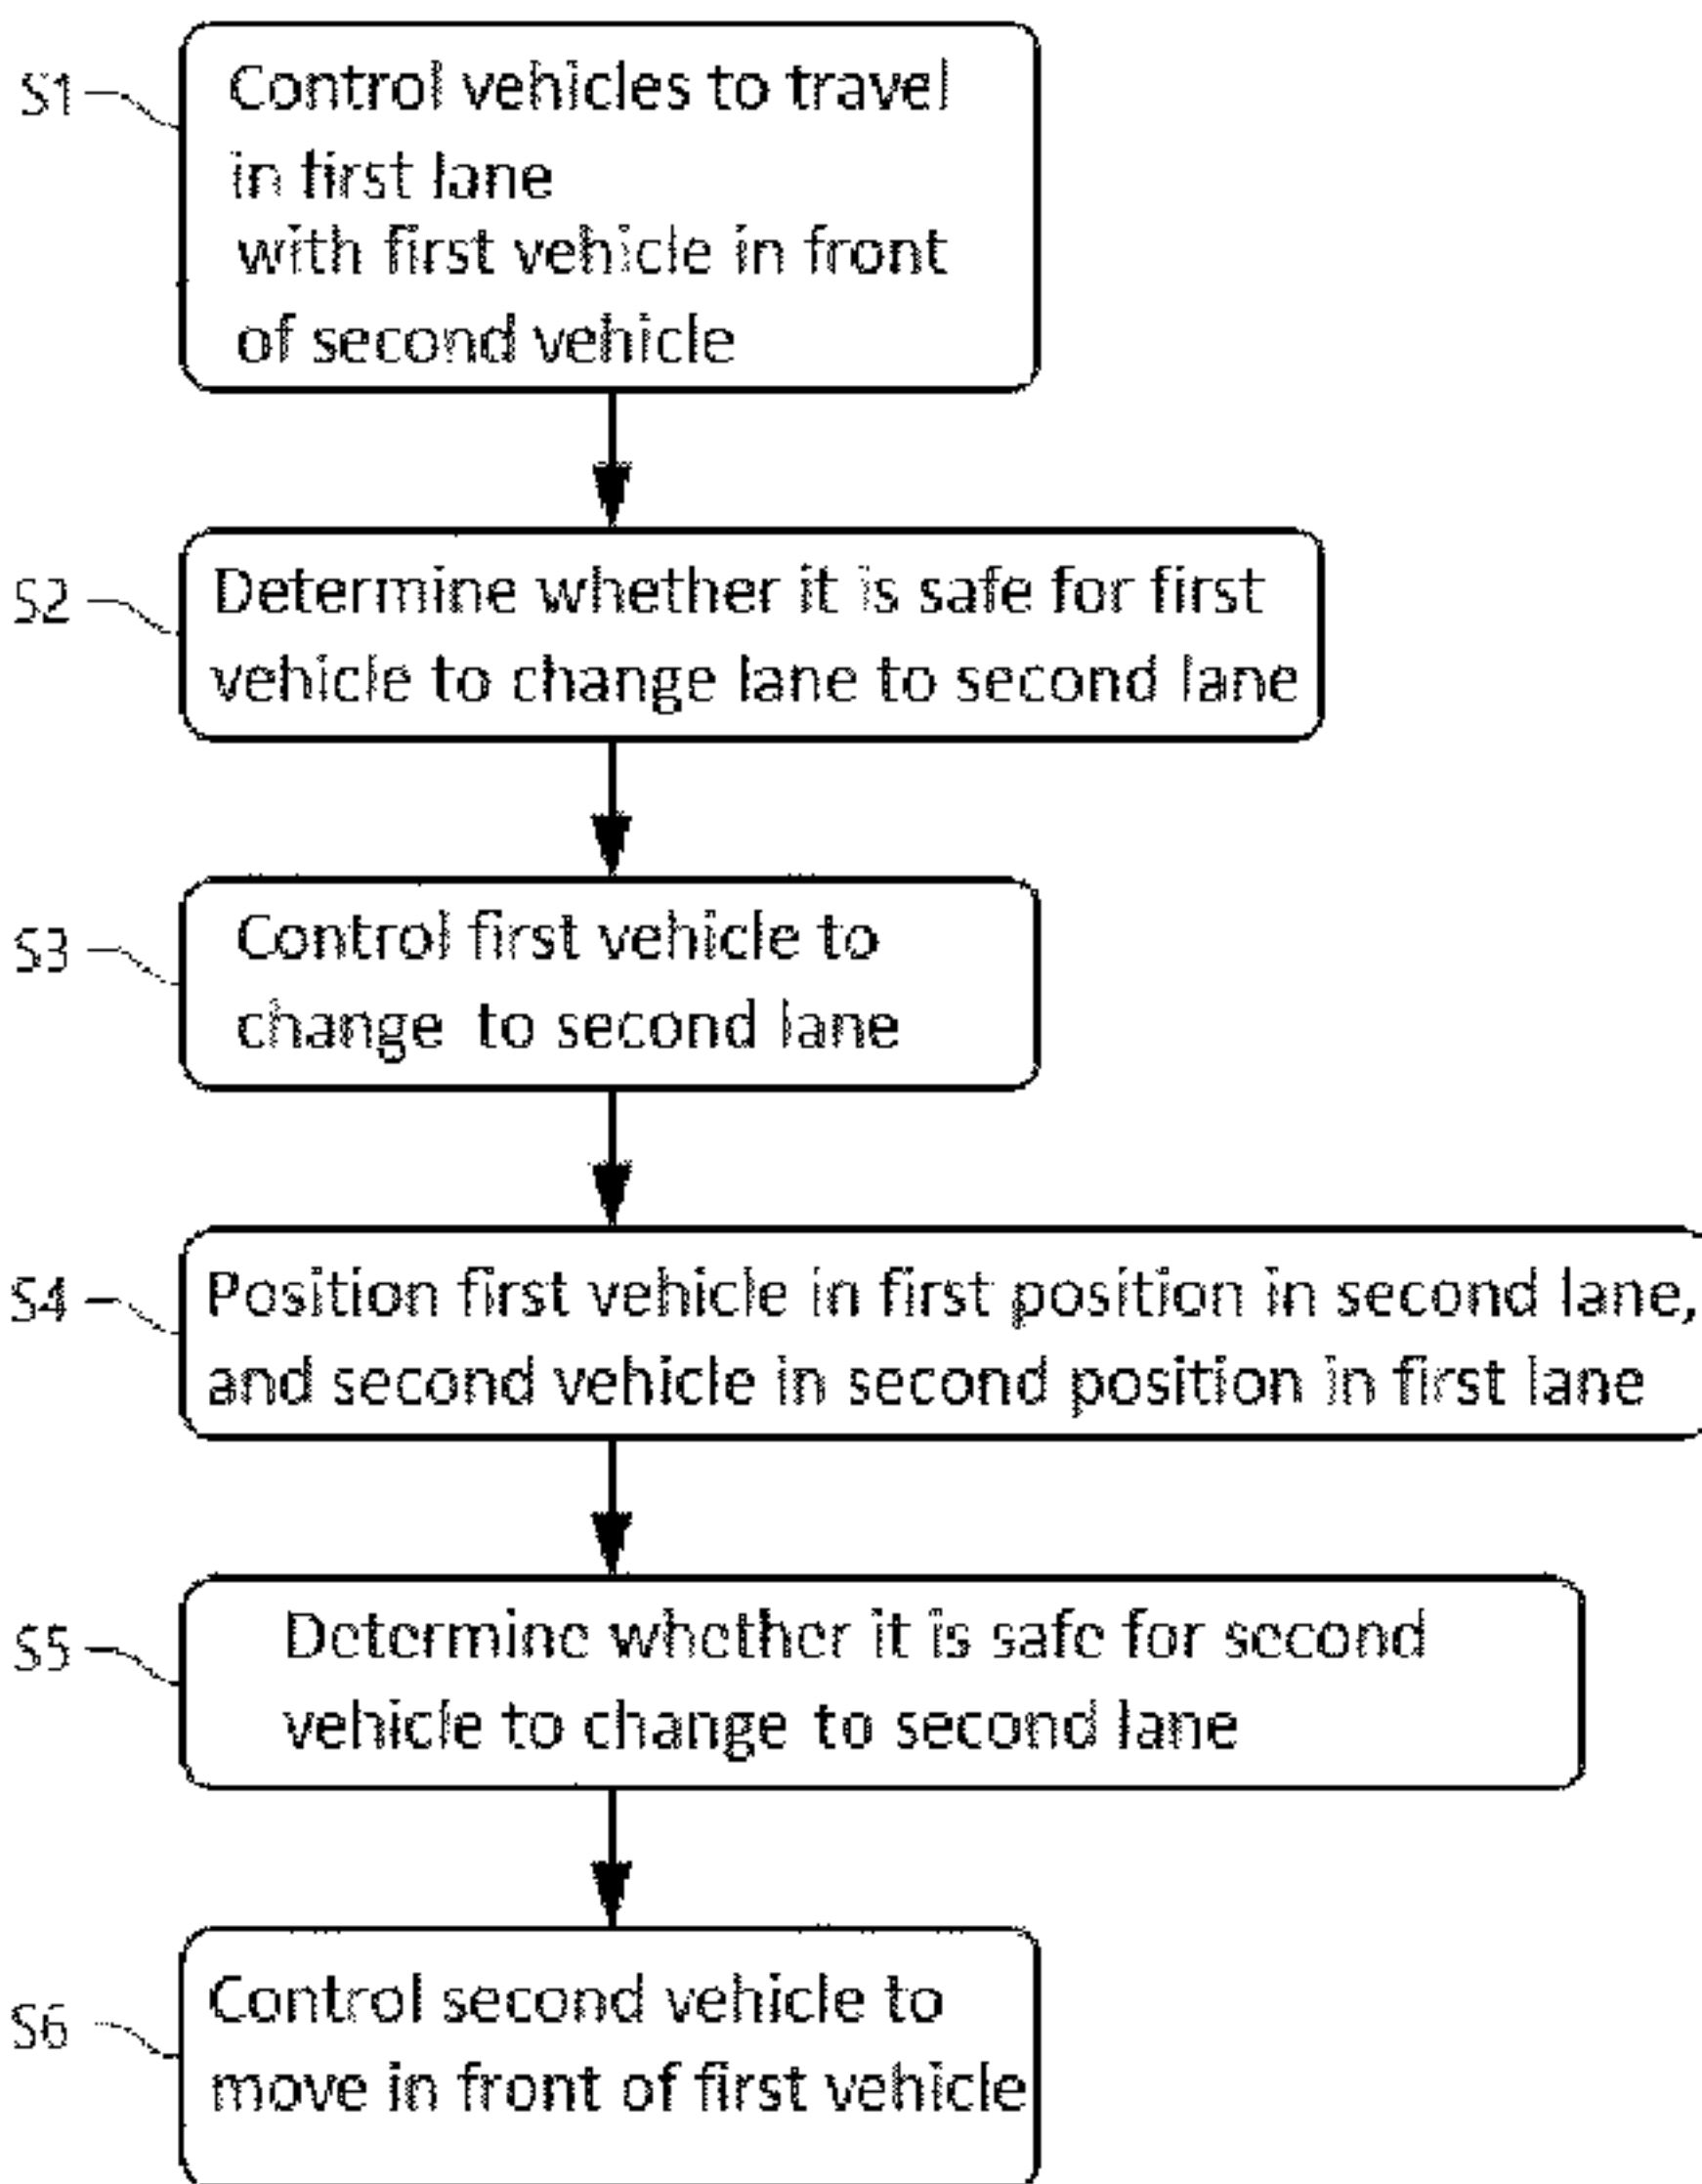 S1
Control vehicles to travel
in first lane
with first vehicle in front
of second vehicle
S2
Determine whether it is safe for first
vehicle to change lane to second lane
S3
Control first vehicle to
change to second lane
S4
Position first vehicle in first position in second lane,
and second vehicle in second position in first lane
S5
Determine whether it is safe for second
vehicle to change to second lane
S6
Control second vehicle to
move in front of first vehicle